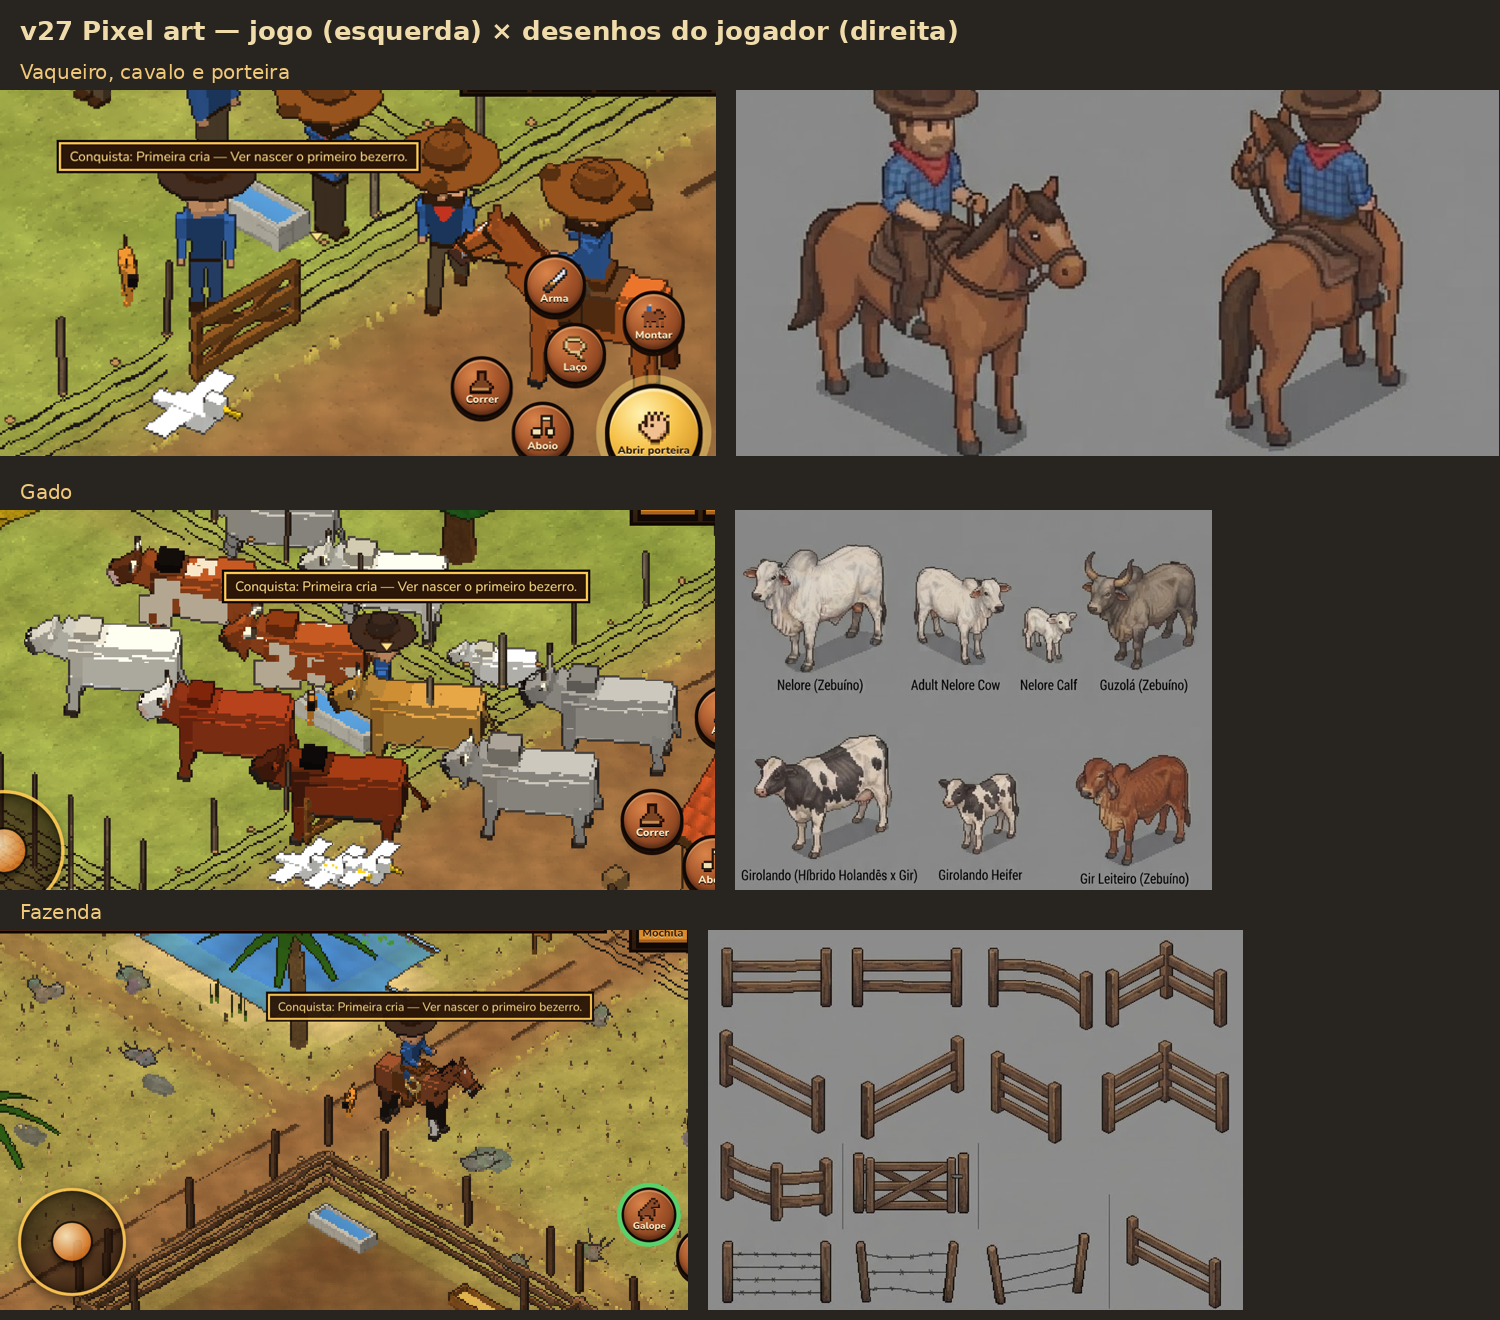 v27 Pixel art — jogo (esquerda) × desenhos do jogador (direita)
Vaqueiro, cavalo e porteira
Conquista: Primeira cria — Ver nascer o primeiro bezerro.
Arma
Montar
Laço
Correr
Aboio
Abrir porteira
Gado
Conquista: Primeira cria — Ver nascer o primeiro bezerro.
Correr
Nelore (Zebuíno)
Adult Nelore Cow
Nelore Calf
Guzolá (Zebuíno)
Girolando (Híbrido Holandês x Gir)
Girolando Heifer
Gir Leiteiro (Zebuíno)
Fazenda
Mochila
Conquista: Primeira cria — Ver nascer o primeiro bezerro.
Galope